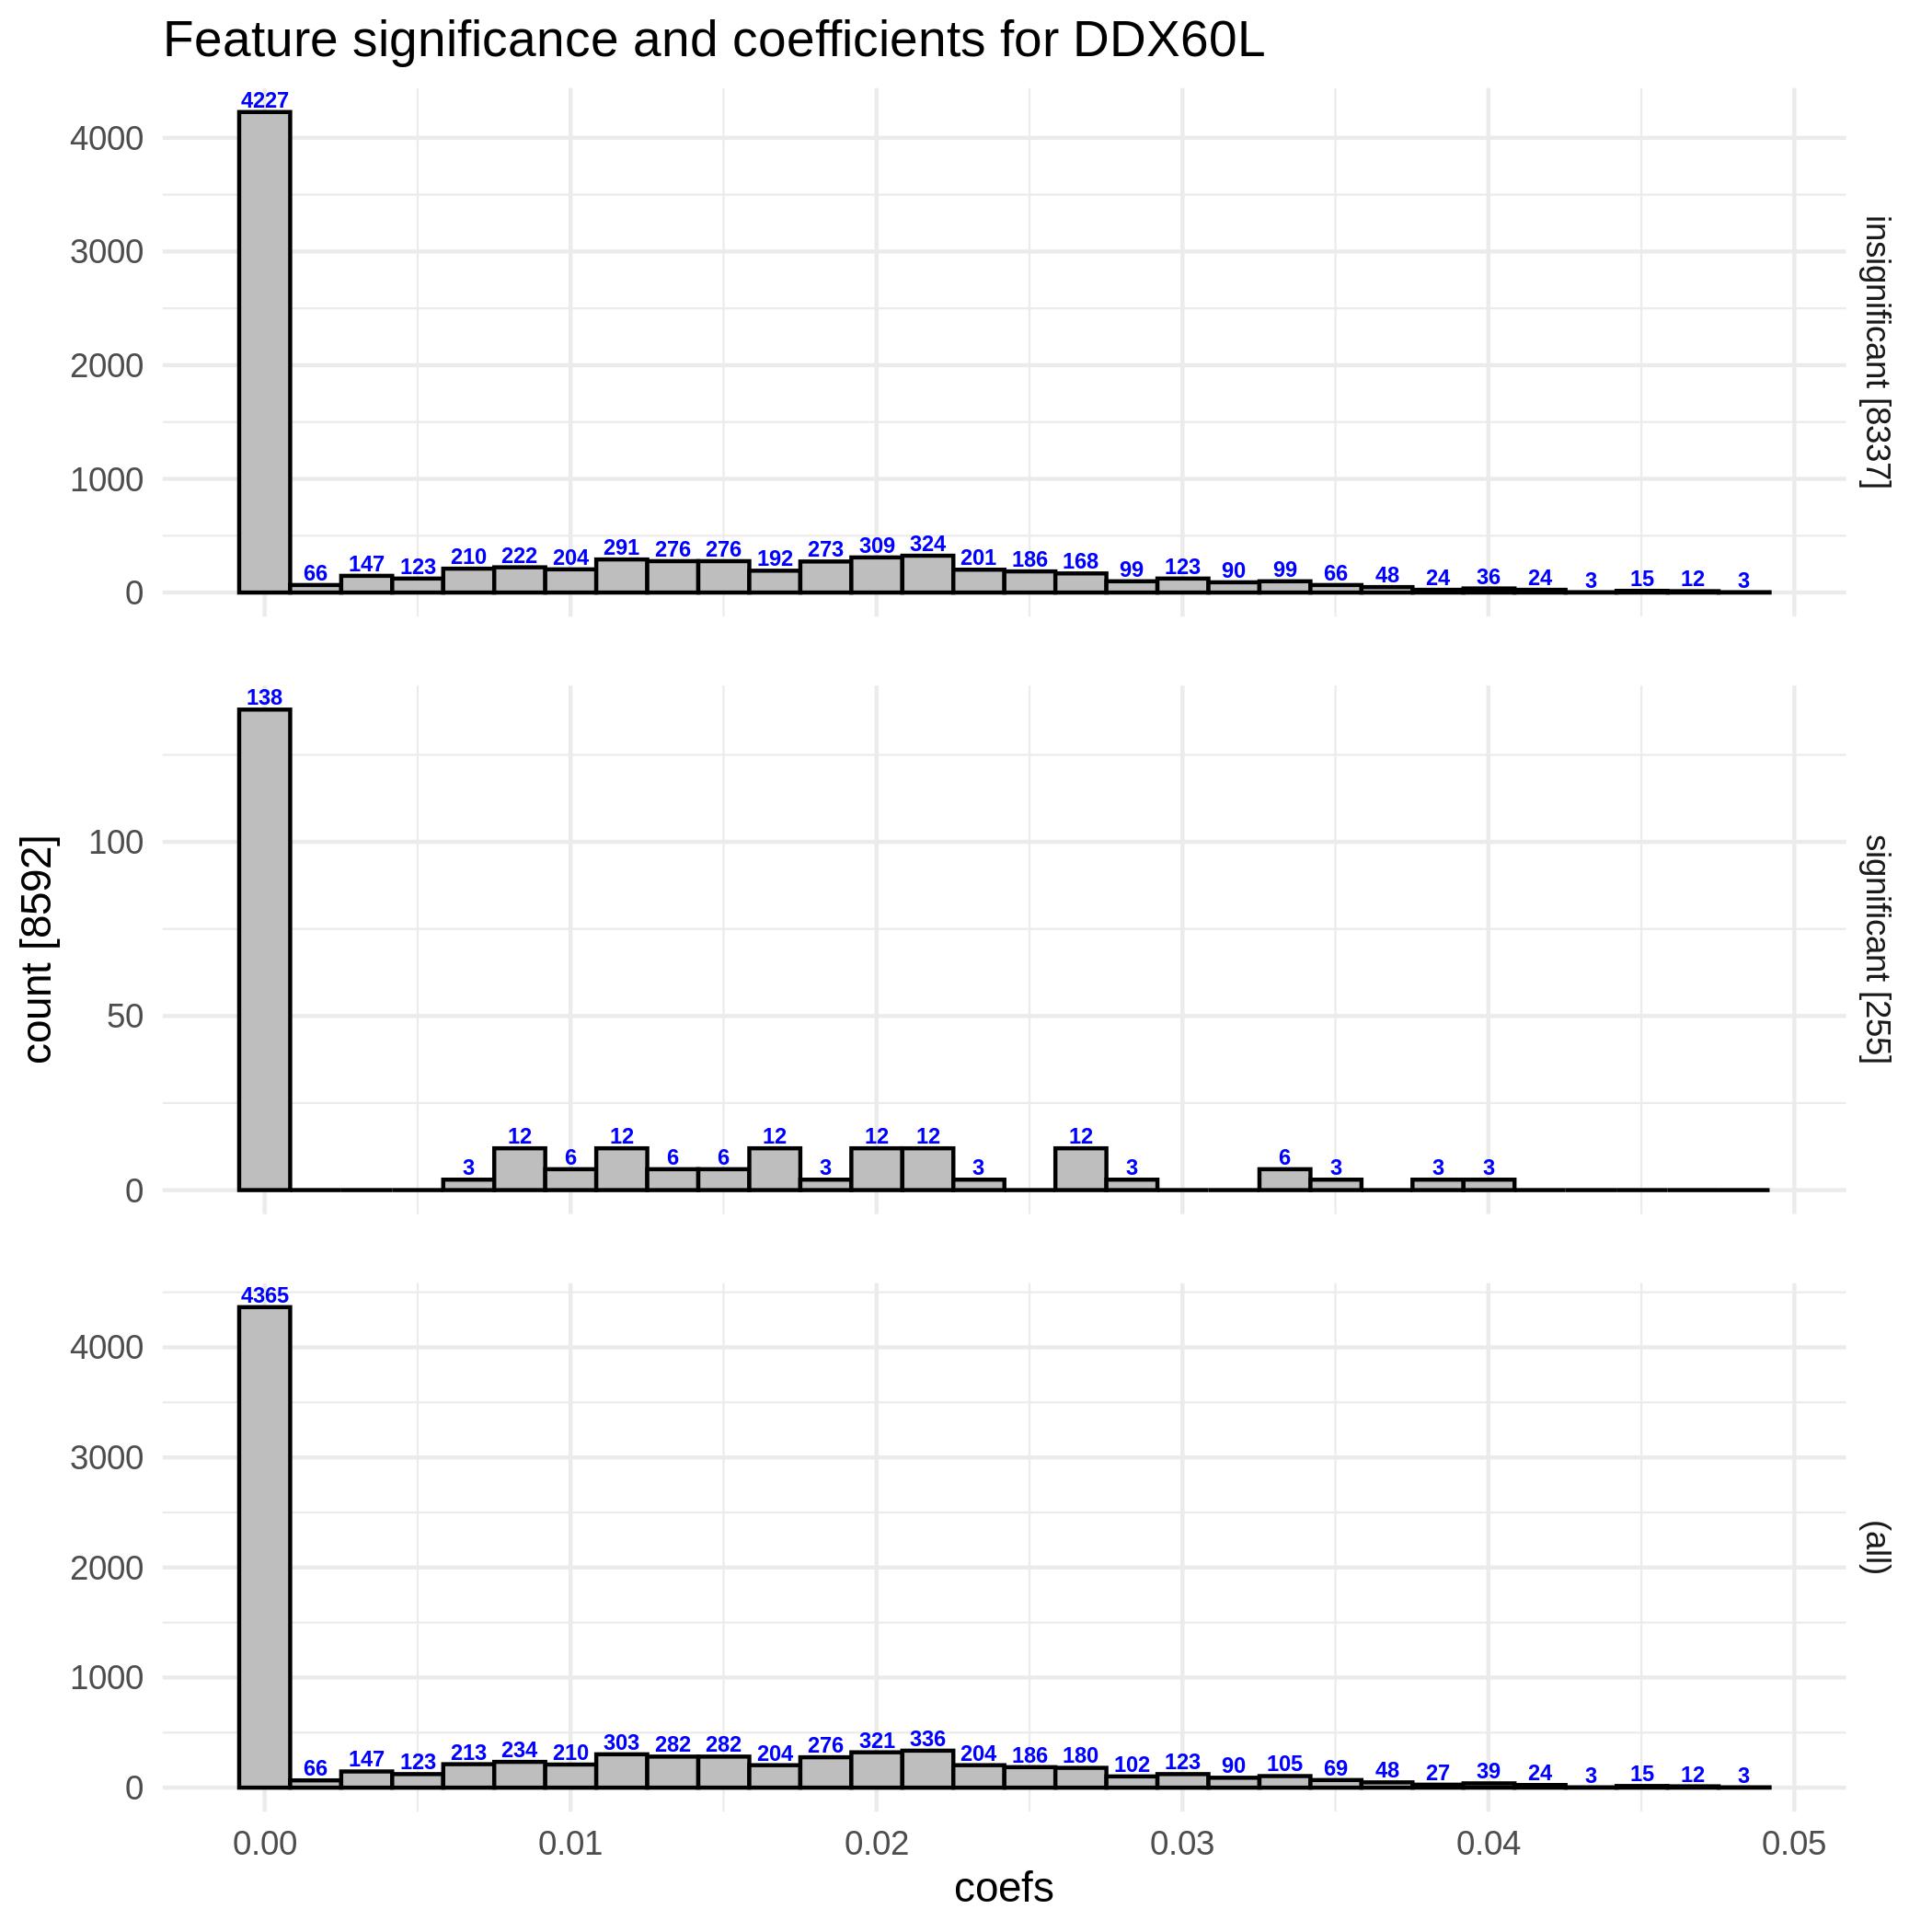 Feature significance and coefficients for DDX60L
4227
4000
3000
2000
1000
0
66 147 123 210 222 204 291 276 276 192 273 309 324 201 186 168 99 123 90 99 66 48 24 36 24 3 15 12 3
insignificant [8337]
138
100
50
0
3 12 6 12 6 6 12 3 12 12 3 12 3 6 3 3 3
significant [255]
count [8592]
4365
4000
3000
2000
1000
0
66 147 123 213 234 210 303 282 282 204 276 321 336 204 186 180 102 123 90 105 69 48 27 39 24 3 15 12 3
(all)
0.00 0.01 0.02 0.03 0.04 0.05
coefs